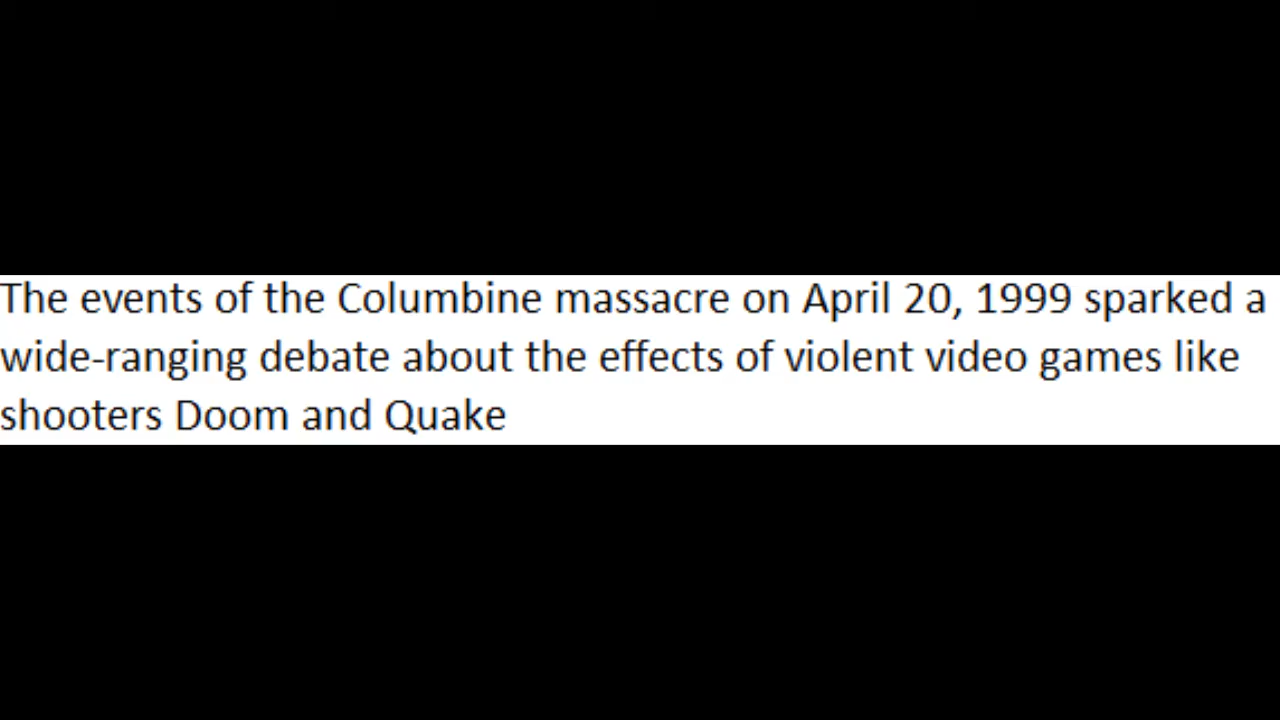 The events of the Columbine massacre on April 20, 1999 sparked a
wide-ranging debate about the effects of violent video games like
shooters Doom and Quake